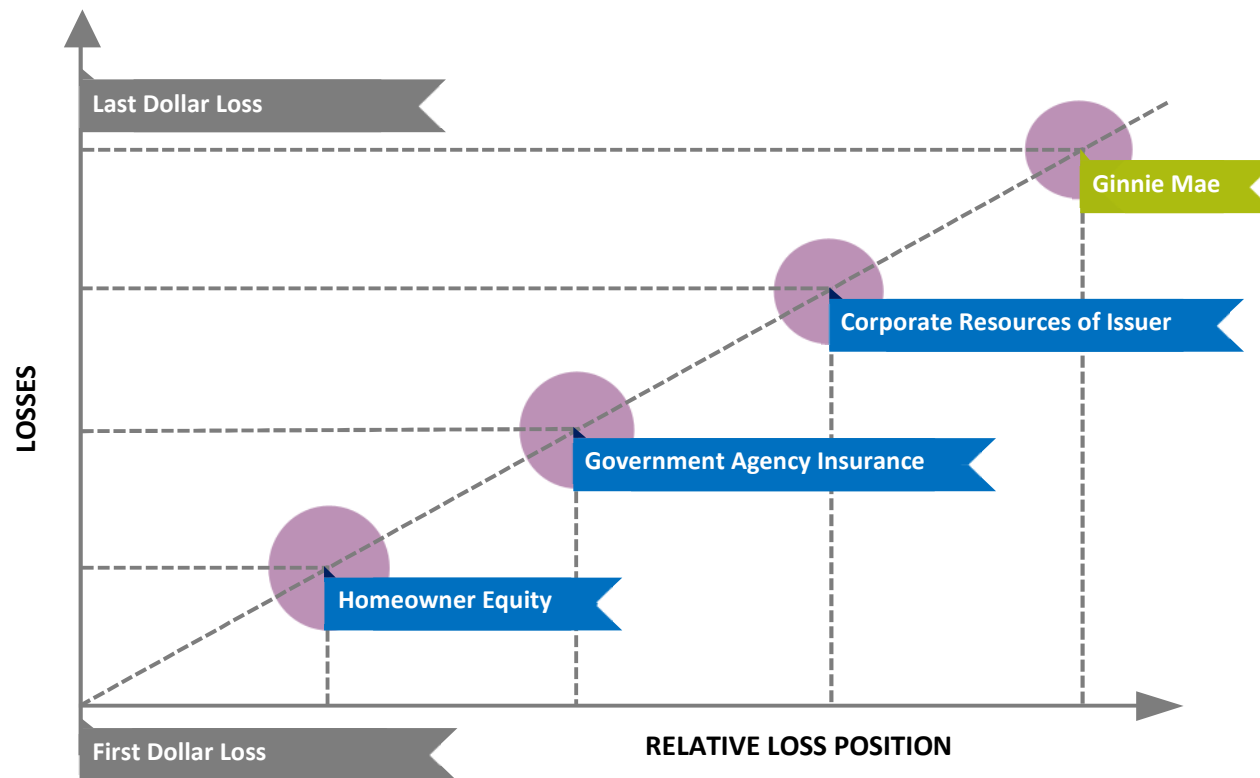 Last Dollar Loss
Ginnie Mae
Corporate Resources of Issuer
LOSSES
Government Agency Insurance
Homeowner Equity
First Dollar Loss
RELATIVE LOSS POSITION